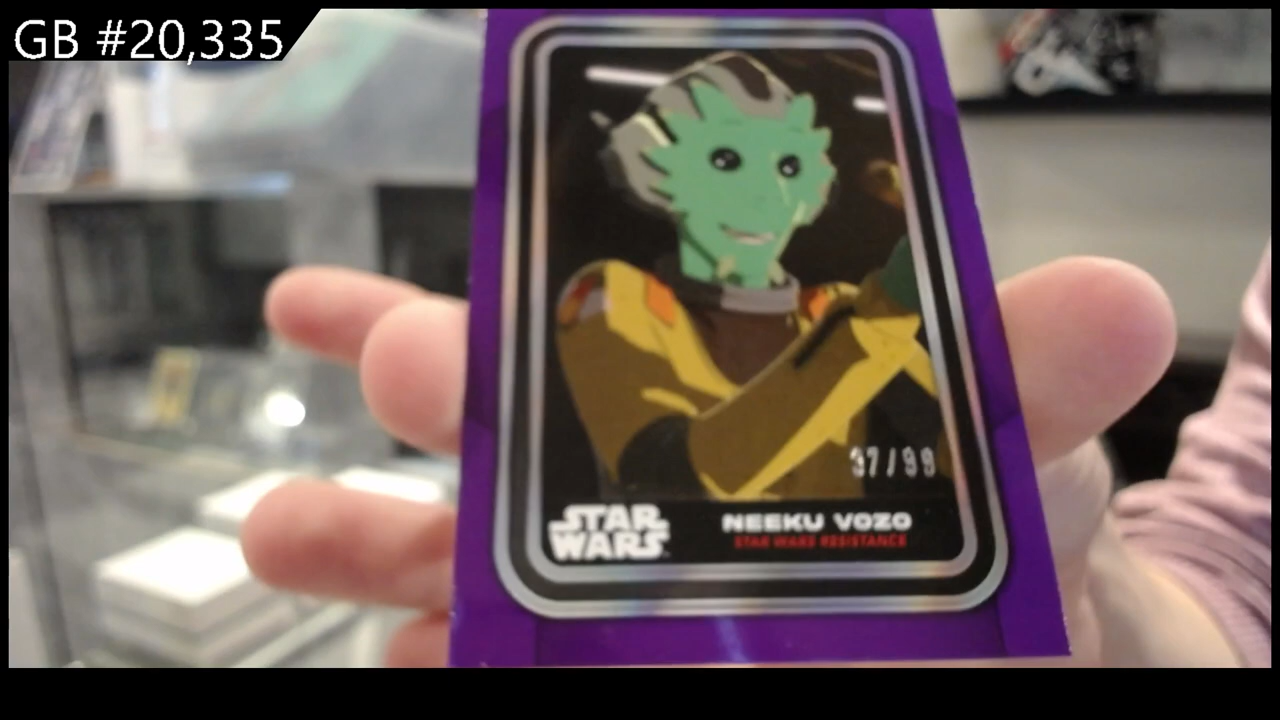 GB #20,335
37/99
STAR
WARS
NEEKU VOZO
STAR WARS RESISTANCE